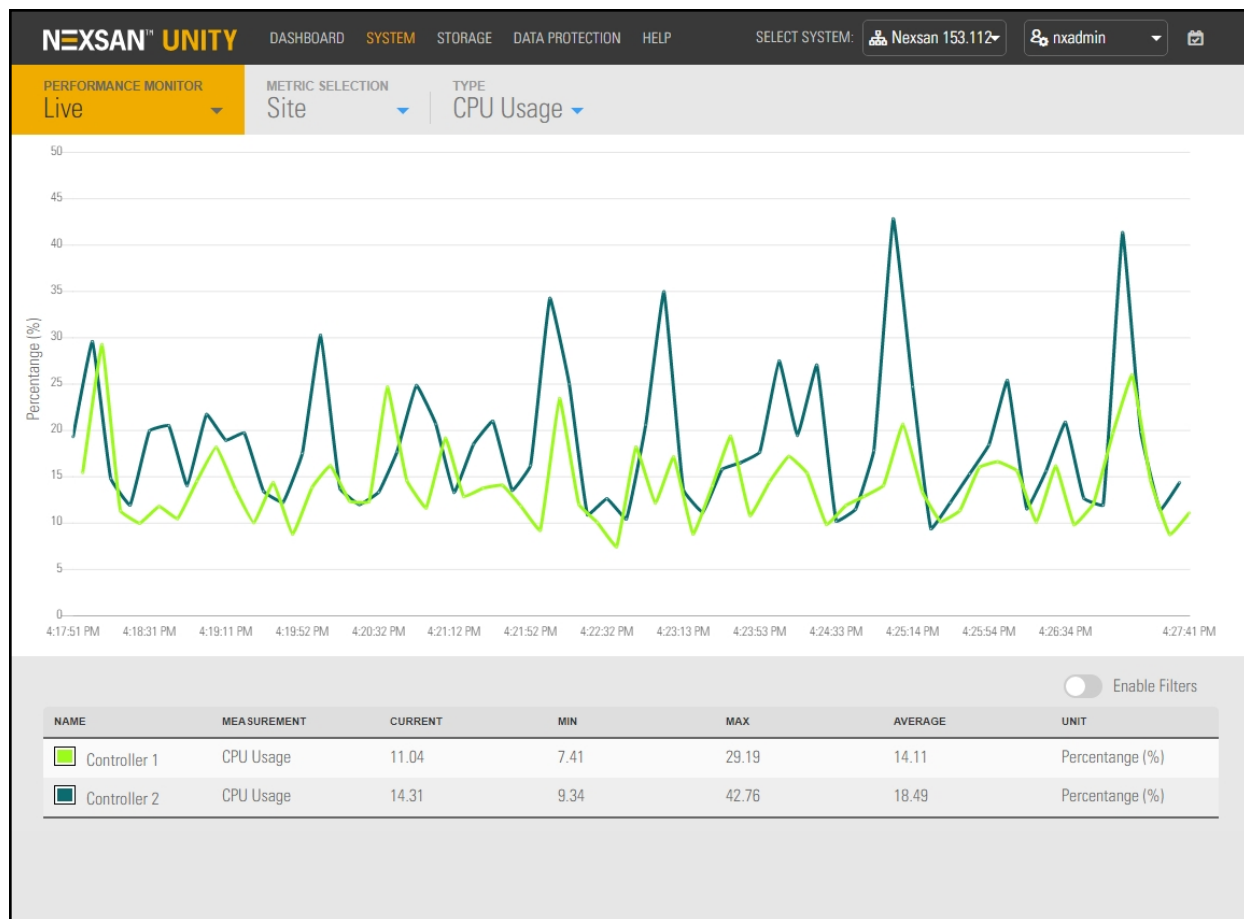 NEXSAN™ UNITY DASHBOARD SYSTEM STORAGE DATA PROTECTION HELP SELECT SYSTEM: Nexsan 153.112 nxadmin
PERFORMANCE MONITOR METRIC SELECTION TYPE
Live Site CPU Usage
50
45
40
35
30
25
20
15
10
5
0
Percentange (%)
4:17:51 PM 4:18:31 PM 4:19:11 PM 4:19:52 PM 4:20:32 PM 4:21:12 PM 4:21:52 PM 4:22:32 PM 4:23:13 PM 4:23:53 PM 4:24:33 PM 4:25:14 PM 4:25:54 PM 4:26:34 PM 4:27:41 PM
Enable Filters
NAME MEASUREMENT CURRENT MIN MAX AVERAGE UNIT
Controller 1 CPU Usage 11.04 7.41 29.19 14.11 Percentange (%)
Controller 2 CPU Usage 14.31 9.34 42.76 18.49 Percentange (%)